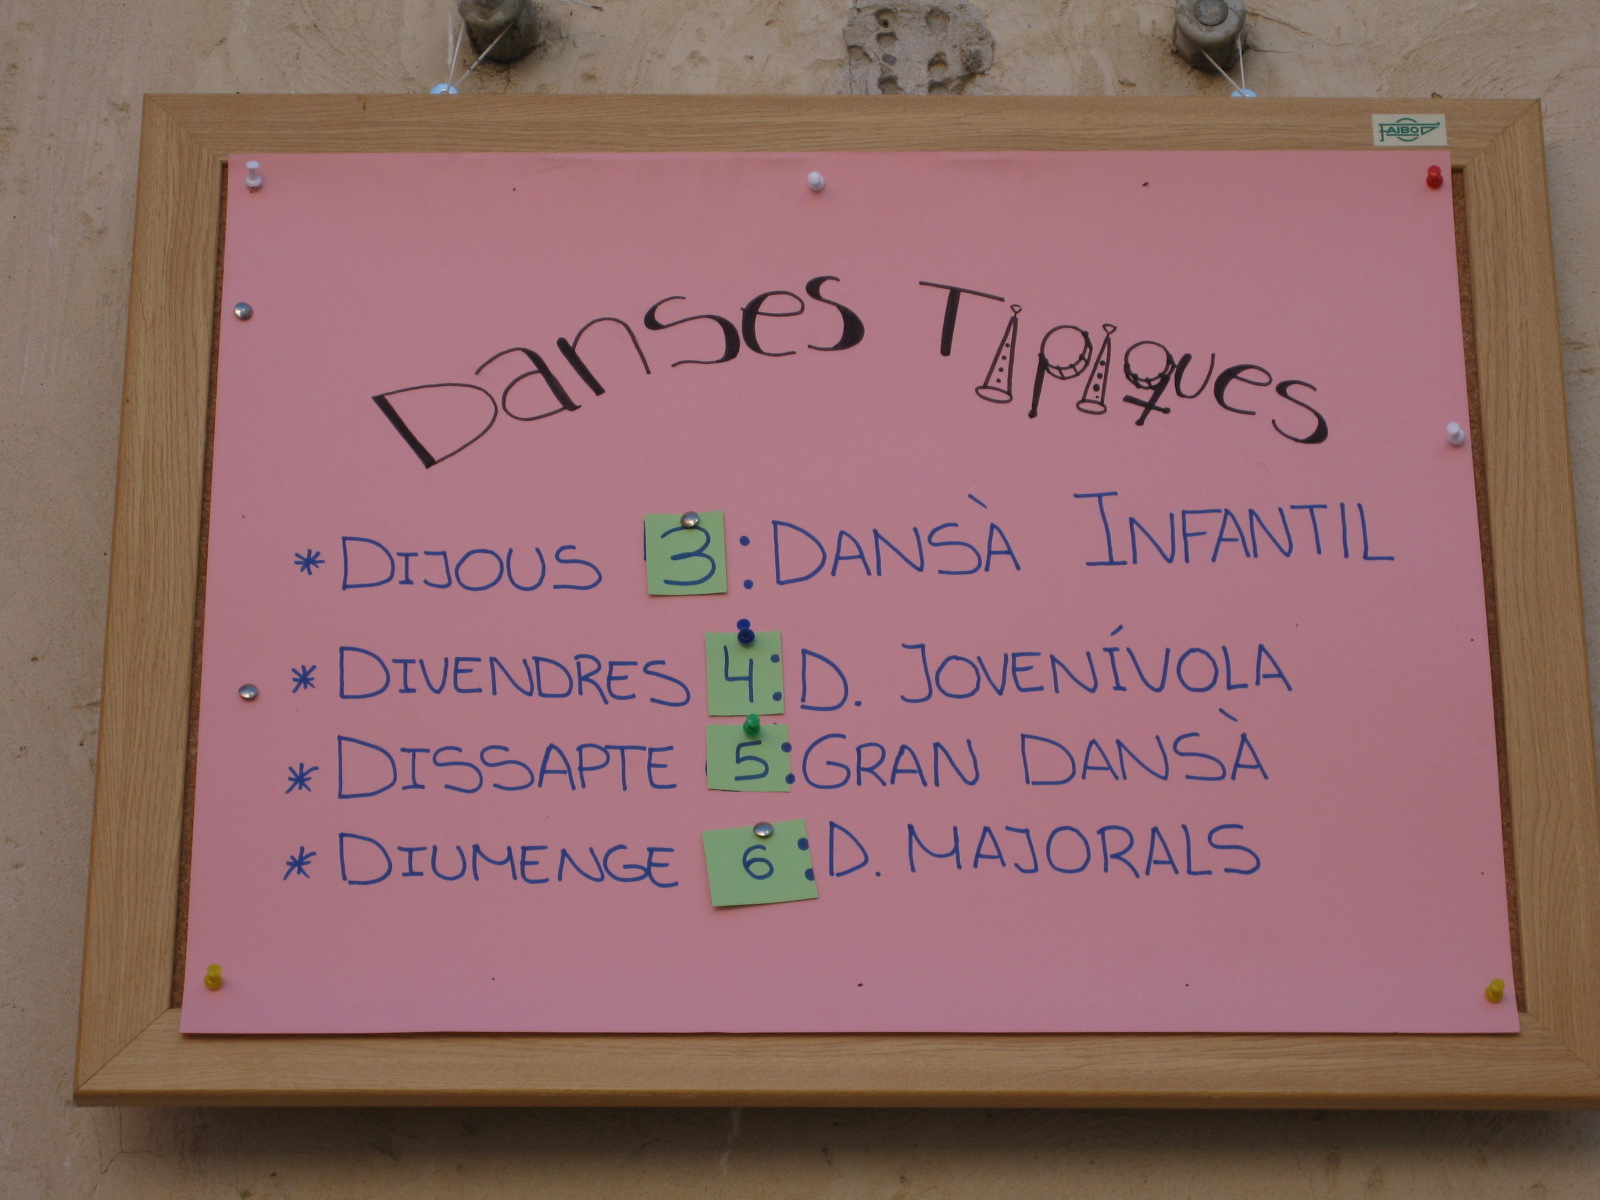 FAIBO
Danses Tipiques
* DIJOUS 3: DANSÀ INFANTIL
* DIVENDRES 4: D. JOVENÍVOLA
* DISSAPTE 5: GRAN DANSÀ
* DIUMENGE 6: D. MAJORALS